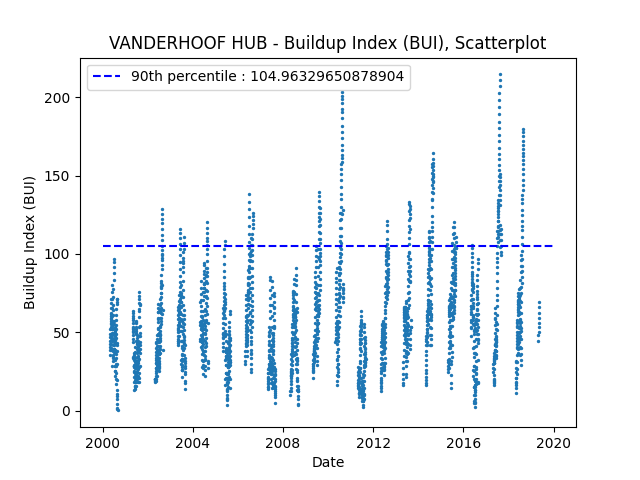 VANDERHOOF HUB - Buildup Index (BUI), Scatterplot
90th percentile : 104.96329650878904
Buildup Index (BUI)
200
150
100
50
0
2000 2004 2008 2012 2016 2020
Date